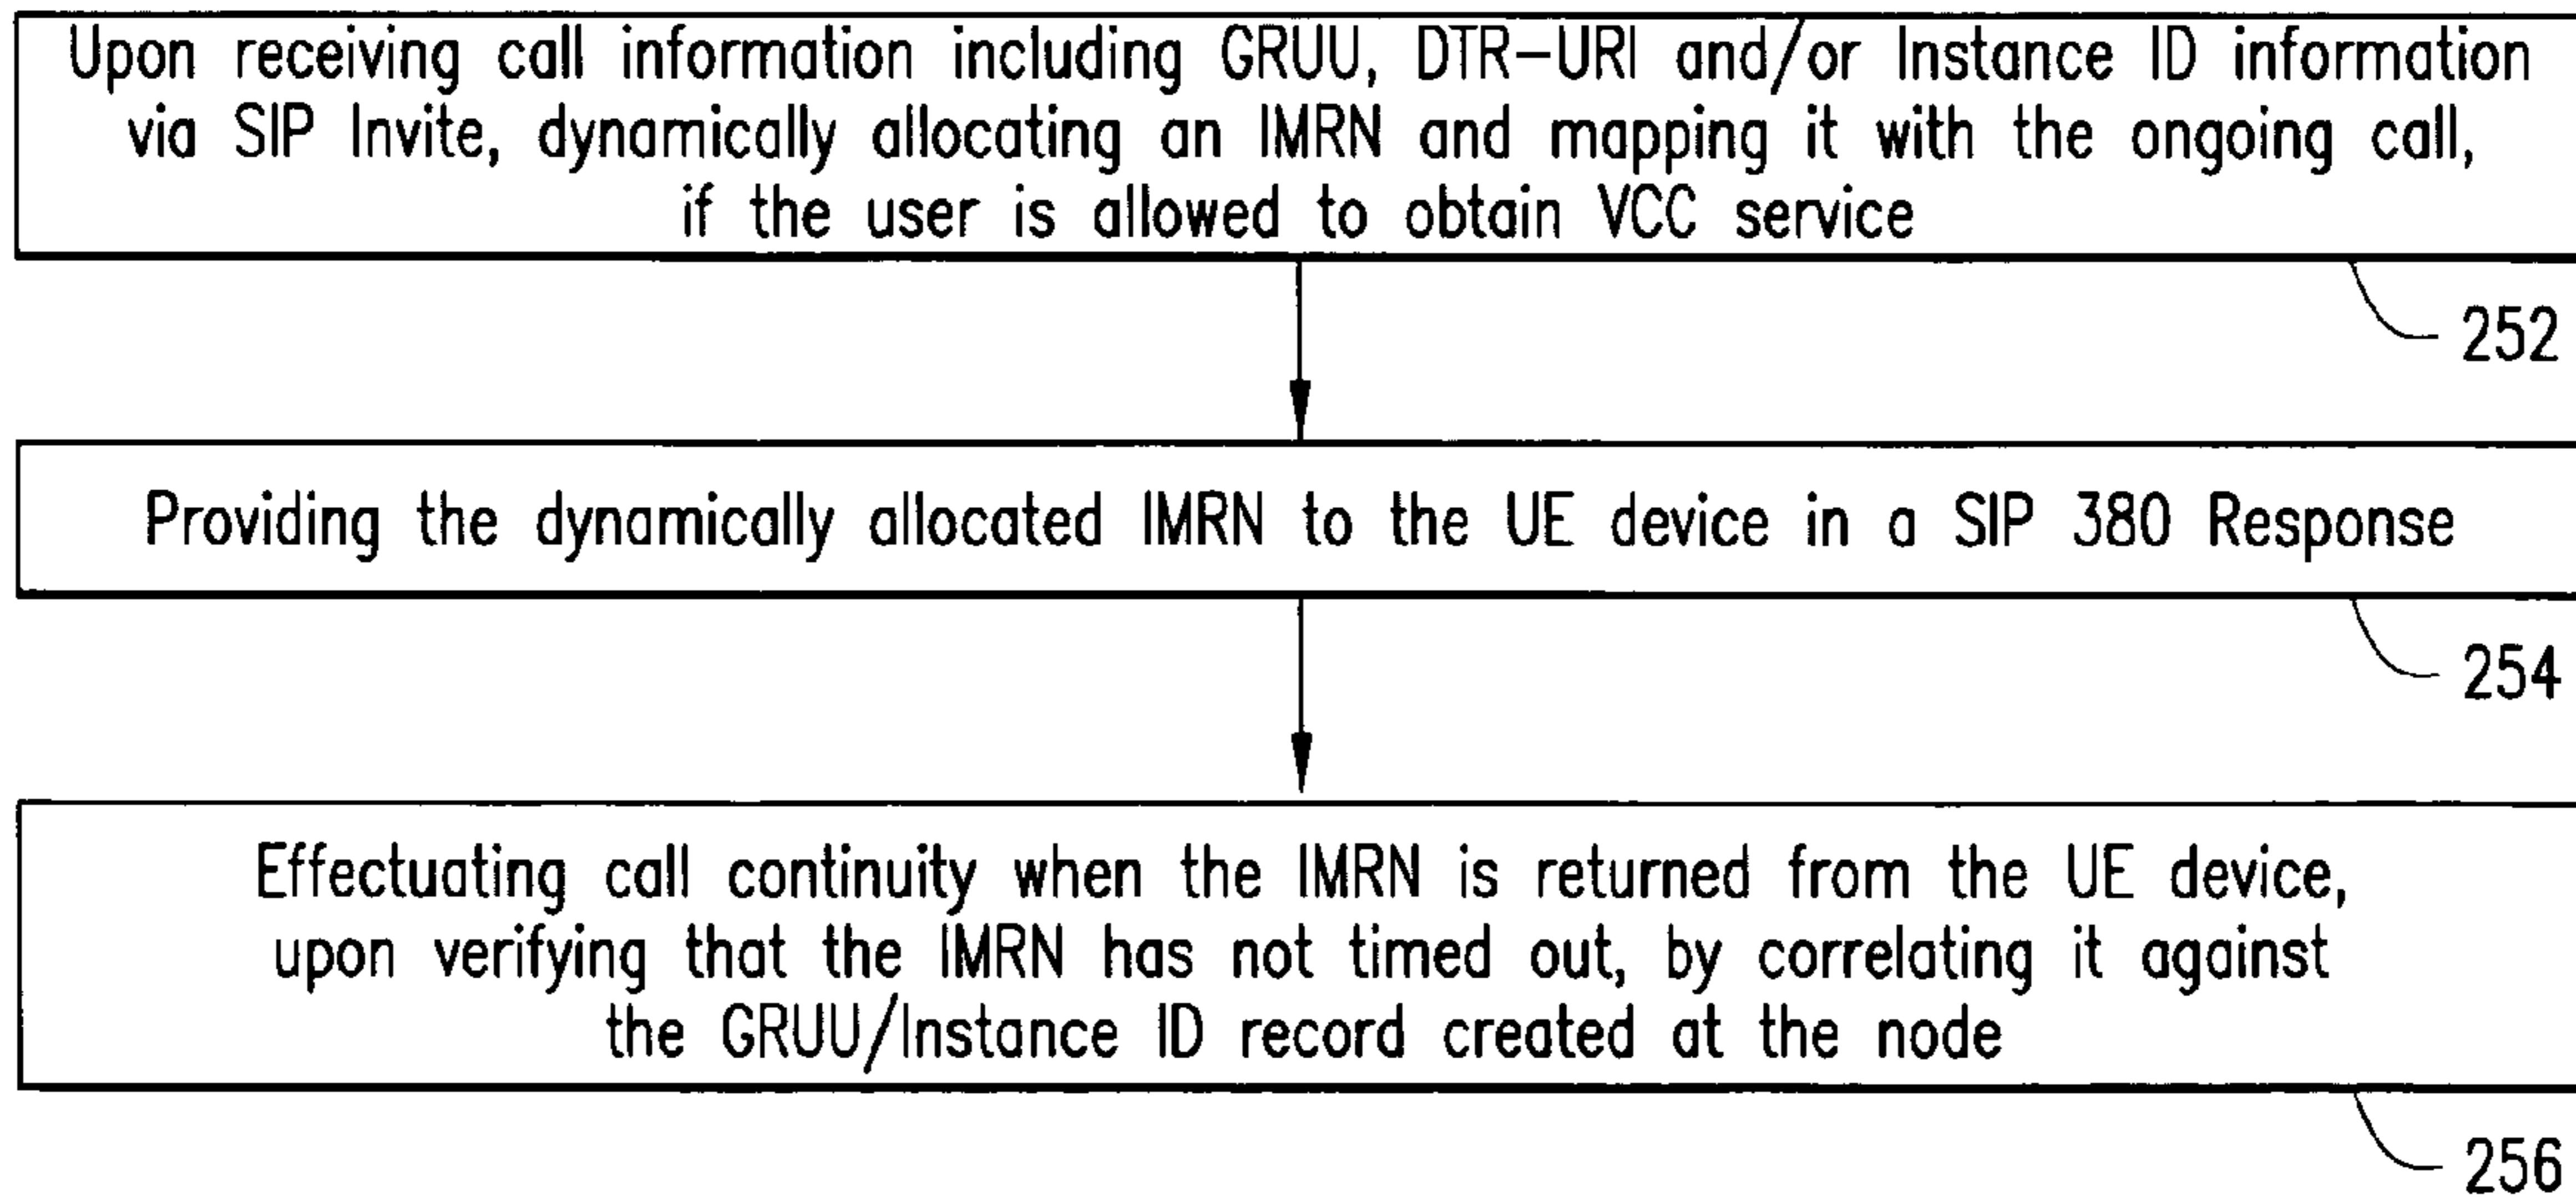 Upon receiving call information including GRUU, DTR-URI and/or Instance ID information
via SIP Invite, dynamically allocating an IMRN and mapping it with the ongoing call,
if the user is allowed to obtain VCC service
252
Providing the dynamically allocated IMRN to the UE device in a SIP 380 Response
254
Effectuating call continuity when the IMRN is returned from the UE device,
upon verifying that the IMRN has not timed out, by correlating it against
the GRUU/Instance ID record created at the node
256